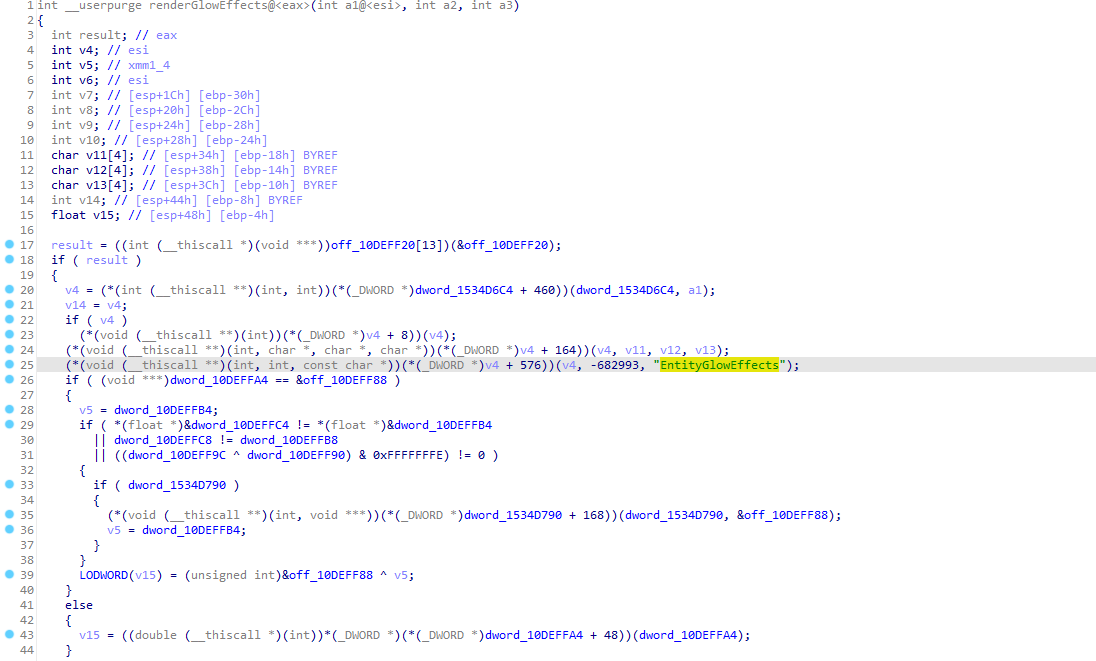 1 int __userpurge renderGlowEffects@<eax>(int a1@<esi>, int a2, int a3)
2 {
3 int result; // eax
4 int v4; // esi
5 int v5; // xmm1_4
6 int v6; // esi
7 int v7; // [esp+1Ch] [ebp-30h]
8 int v8; // [esp+20h] [ebp-2Ch]
9 int v9; // [esp+24h] [ebp-28h]
10 int v10; // [esp+28h] [ebp-24h]
11 char v11[4]; // [esp+34h] [ebp-18h] BYREF
12 char v12[4]; // [esp+38h] [ebp-14h] BYREF
13 char v13[4]; // [esp+3Ch] [ebp-10h] BYREF
14 int v14; // [esp+44h] [ebp-8h] BYREF
15 float v15; // [esp+48h] [ebp-4h]
16
17 result = ((int (__thiscall *)(void ***))off_10DEFF20[13])(&off_10DEFF20);
18 if ( result )
19 {
20 v4 = (*(int (__thiscall **)(int, int))(*(_DWORD *)dword_1534D6C4 + 460))(dword_1534D6C4, a1);
21 v14 = v4;
22 if ( v4 )
23 (*(void (__thiscall **)(int))(*(_DWORD *)v4 + 8))(v4);
24 (*(void (__thiscall **)(int, char *, char *, char *))(*(_DWORD *)v4 + 164))(v4, v11, v12, v13);
25 (*(void (__thiscall **)(int, int, const char *))(*(_DWORD *)v4 + 576))(v4, -682993, "EntityGlowEffects");
26 if ( (void ***)dword_10DEFFA4 == &off_10DEFF88 )
27 {
28 v5 = dword_10DEFFB4;
29 if ( *(float *)&dword_10DEFFC4 != *(float *)&dword_10DEFFB4
30 || dword_10DEFFC8 != dword_10DEFFB8
31 || ((dword_10DEFF9C ^ dword_10DEFF90) & 0xFFFFFFFE) != 0 )
32 {
33 if ( dword_1534D790 )
34 {
35 (*(void (__thiscall **)(int, void ***))(*(_DWORD *)dword_1534D790 + 168))(dword_1534D790, &off_10DEFF88);
36 v5 = dword_10DEFFB4;
37 }
38 }
39 LODWORD(v15) = (unsigned int)&off_10DEFF88 ^ v5;
40 }
41 else
42 {
43 v15 = ((double (__thiscall *)(int))*(_DWORD *)(*(_DWORD *)dword_10DEFFA4 + 48))(dword_10DEFFA4);
44 }